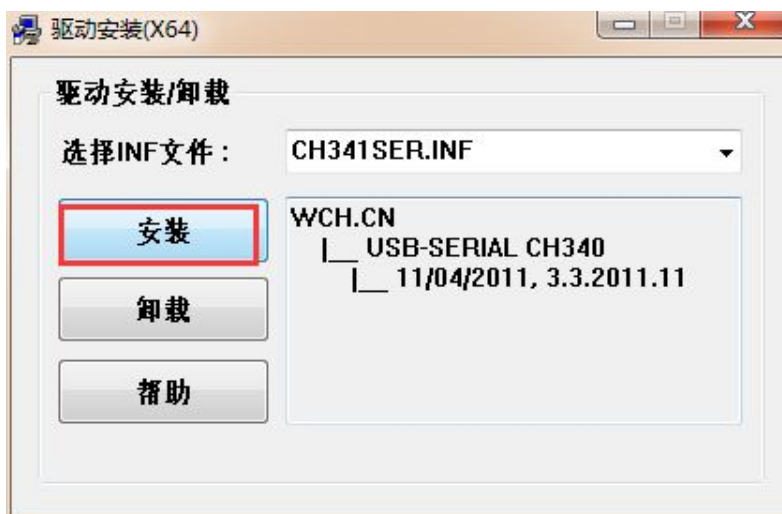 驱动安装(X64)
驱动安装/卸载
选择INF文件：
CH341SER.INF
安装
WCH.CN
|__ USB-SERIAL CH340
|__ 11/04/2011, 3.3.2011.11
卸载
帮助